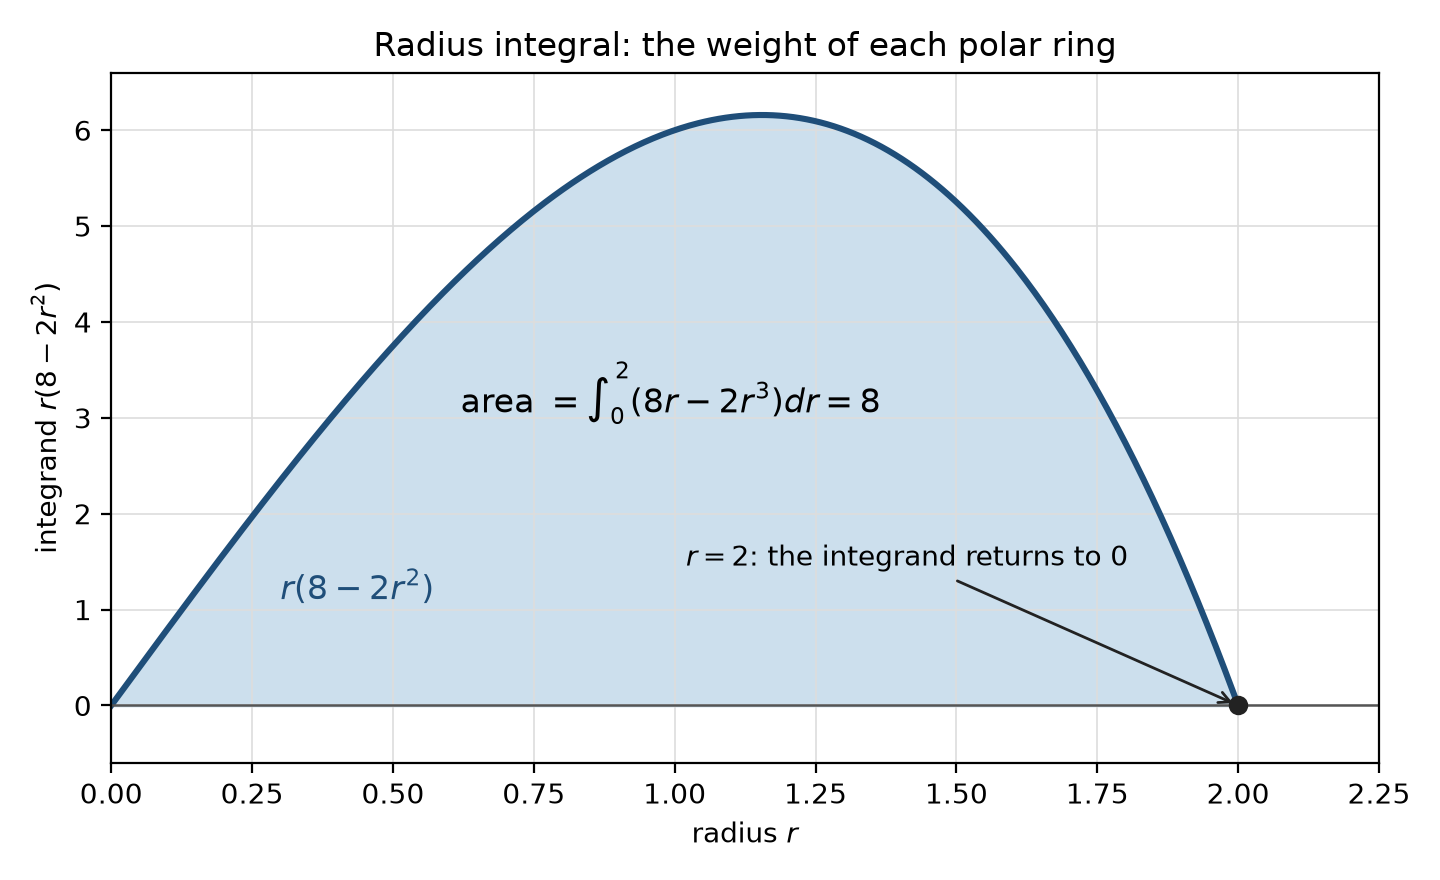 Radius integral: the weight of each polar ring
integrand r(8 − 2r²)
6
5
4
3
2
1
0
area = ∫₀²(8r − 2r³)dr = 8
r = 2: the integrand returns to 0
r(8 − 2r²)
0.00 0.25 0.50 0.75 1.00 1.25 1.50 1.75 2.00 2.25
radius r